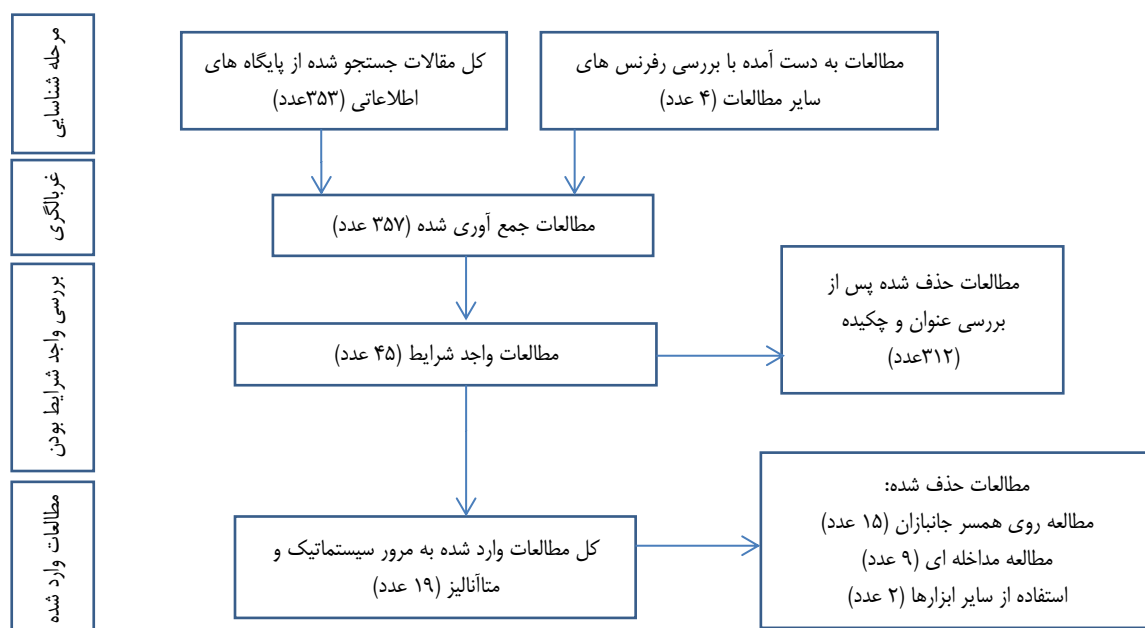 مرحله شناسایی
مطالعات به دست آمده با بررسی رفرنس های
سایر مطالعات (۴ عدد)
کل مقالات جستجو شده از پایگاه های
اطلاعاتی (۳۵۳عدد)
غربالگری
مطالعات جمع آوری شده (۳۵۷ عدد)
بررسی واجد شرایط بودن
مطالعات حذف شده پس از
بررسی عنوان و چکیده
(۳۱۲عدد)
مطالعات واجد شرایط (۴۵ عدد)
مطالعات وارد شده
مطالعات حذف شده:
مطالعه روی همسر جانبازان (۱۵ عدد)
مطالعه مداخله ای (۹ عدد)
استفاده از سایر ابزارها (۲ عدد)
کل مطالعات وارد شده به مرور سیستماتیک و
متاآنالیز (۱۹ عدد)